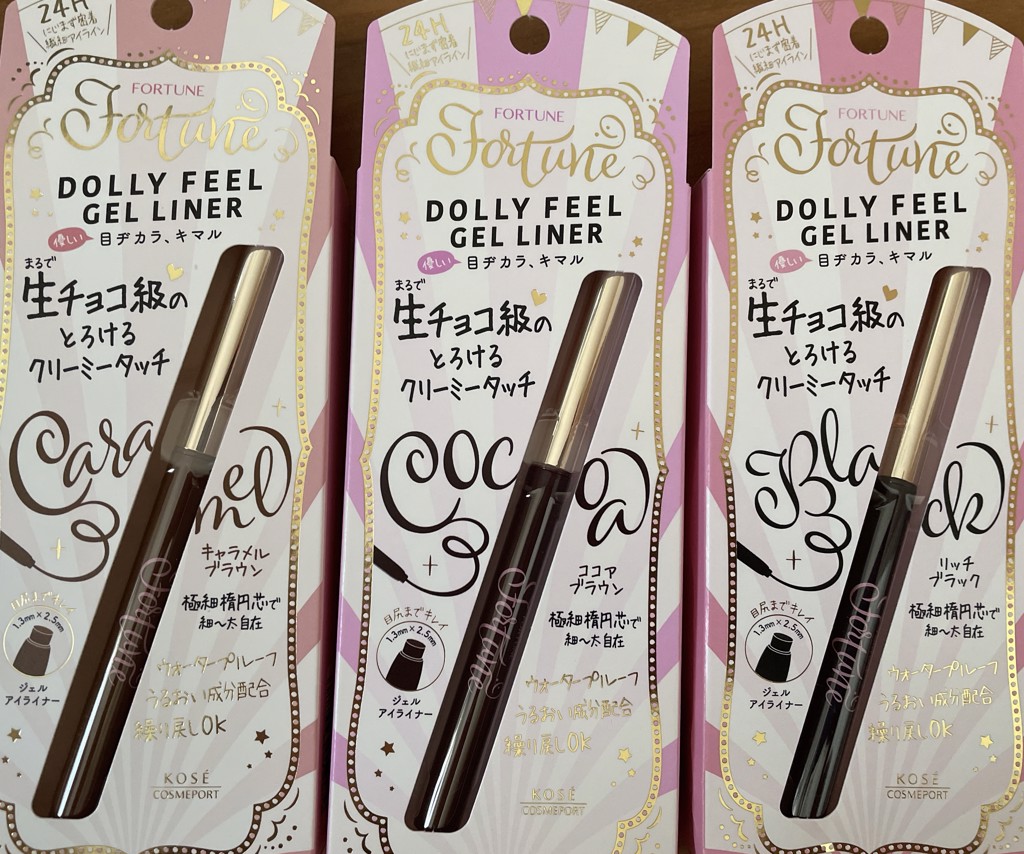 24H
にじまず密着
繊細アイライン
FORTUNE
Fortune
DOLLY FEEL
GEL LINER
優しい
目ヂカラ、キマル
まるで
生チョコ級の
とろける
クリーミータッチ
Caramel
キャラメル
ブラウン
極細楕円芯で
細〜太自在
目尻までキレイ
1.3mm×2.5mm
ジェル
アイライナー
Fortune
ウォータープルーフ
うるおい成分配合
繰り戻しOK
KOSÉ
COSMEPORT
24H
にじまず密着
繊細アイライン
FORTUNE
Fortune
DOLLY FEEL
GEL LINER
優しい
目ヂカラ、キマル
まるで
生チョコ級の
とろける
クリーミータッチ
Cocoa
ココア
ブラウン
極細楕円芯で
細〜太自在
目尻までキレイ
1.3mm×2.5mm
ジェル
アイライナー
Fortune
ウォータープルーフ
うるおい成分配合
繰り戻しOK
KOSÉ
COSMEPORT
24H
にじまず密着
繊細アイライン
FORTUNE
Fortune
DOLLY FEEL
GEL LINER
優しい
目ヂカラ、キマル
まるで
生チョコ級の
とろける
クリーミータッチ
Black
リッチ
ブラック
極細楕円芯で
細〜太自在
目尻までキレイ
1.3mm×2.5mm
ジェル
アイライナー
Fortune
ウォータープルーフ
うるおい成分配合
繰り戻しOK
KOSÉ
COSMEPORT